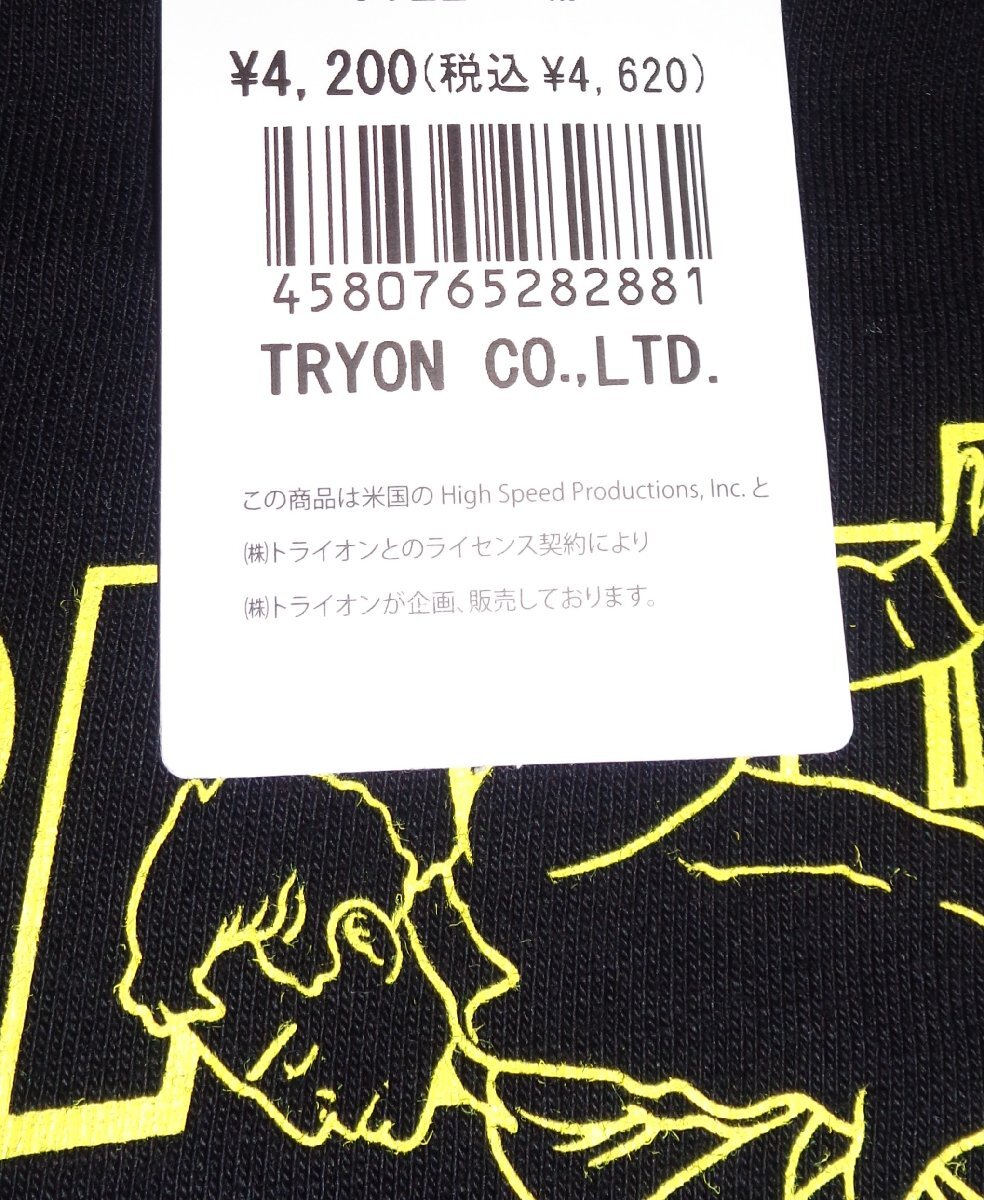 ¥4,200(税込 ¥4,620)
4580765282881
TRYON CO.,LTD.
この商品は米国の High Speed Productions, Inc. と
㈱トライオンとのライセンス契約により
㈱トライオンが企画、販売しております。